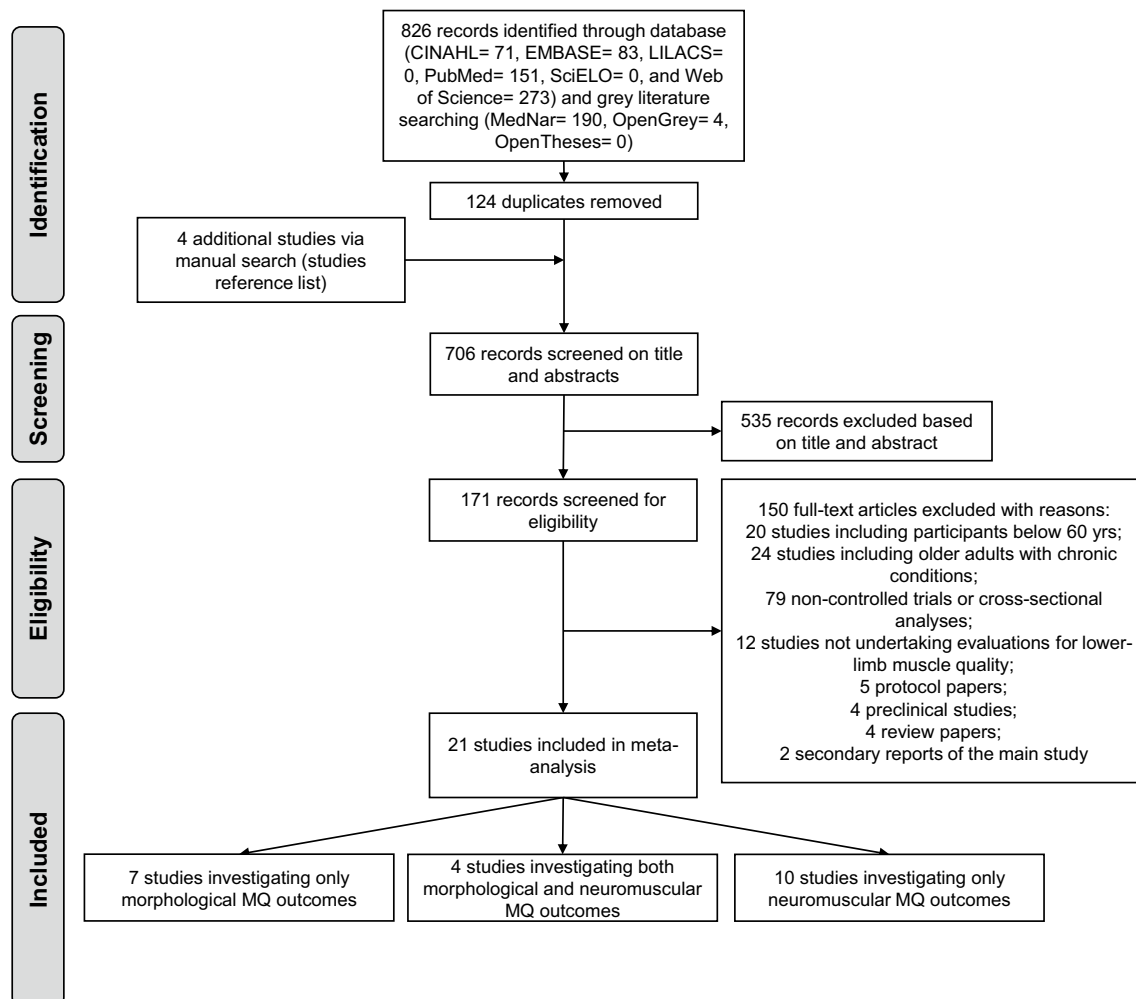 Identification
826 records identified through database
(CINAHL= 71, EMBASE= 83, LILACS=
0, PubMed= 151, SciELO= 0, and Web
of Science= 273) and grey literature
searching (MedNar= 190, OpenGrey= 4,
OpenTheses= 0)
124 duplicates removed
4 additional studies via
manual search (studies
reference list)
Screening
706 records screened on title
and abstracts
535 records excluded based
on title and abstract
Eligibility
171 records screened for
eligibility
150 full-text articles excluded with reasons:
20 studies including participants below 60 yrs;
24 studies including older adults with chronic
conditions;
79 non-controlled trials or cross-sectional
analyses;
12 studies not undertaking evaluations for lower-
limb muscle quality;
5 protocol papers;
4 preclinical studies;
4 review papers;
2 secondary reports of the main study
Included
21 studies included in meta-
analysis
7 studies investigating only
morphological MQ outcomes
4 studies investigating both
morphological and neuromuscular
MQ outcomes
10 studies investigating only
neuromuscular MQ outcomes